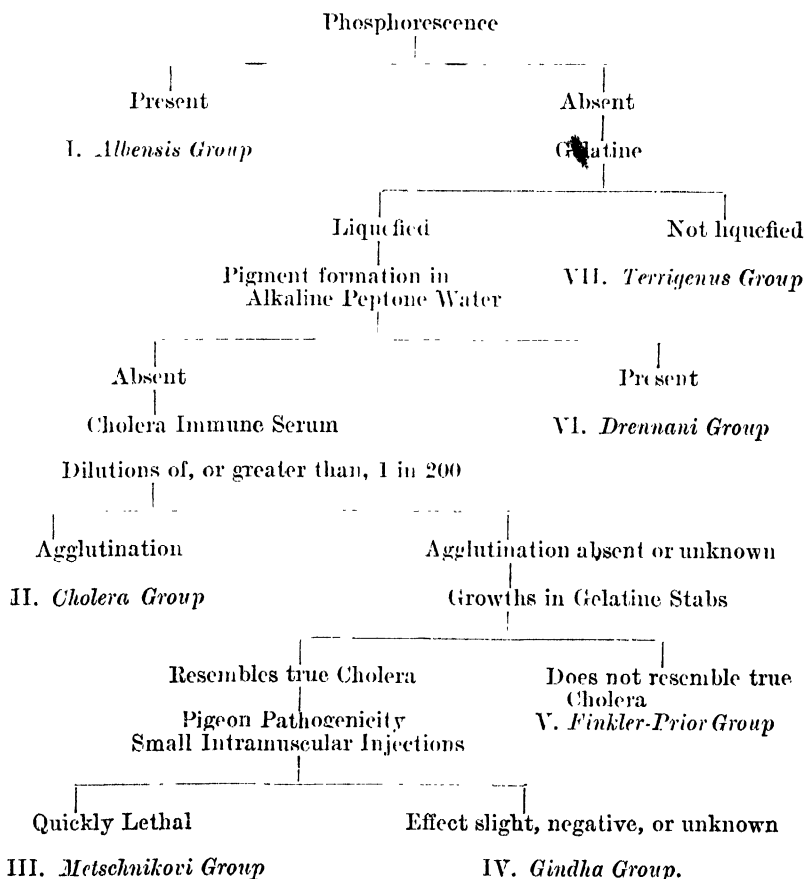 Phosphorescence
Present Absent
I. Albensis Group Gelatine
Liquefied Not liquefied
Pigment formation in VII. Terrigenus Group
Alkaline Peptone Water
Absent Present
Cholera Immune Serum VI. Drennani Group
Dilutions of, or greater than, 1 in 200
Agglutination Agglutination absent or unknown
II. Cholera Group Growths in Gelatine Stabs
Resembles true Cholera Does not resemble true
Cholera
Pigeon Pathogenicity V. Finkler-Prior Group
Small Intramuscular Injections
Quickly Lethal Effect slight, negative, or unknown
III. Metschnikovi Group IV. Gindha Group.